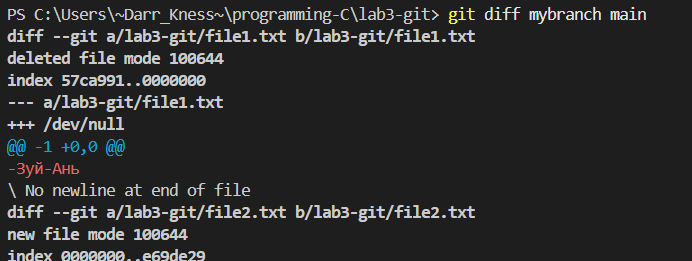 PS C:\Users\~Darr_Kness~\programming-C\lab3-git> git diff mybranch main
diff --git a/lab3-git/file1.txt b/lab3-git/file1.txt
deleted file mode 100644
index 57ca991..0000000
--- a/lab3-git/file1.txt
+++ /dev/null
@@ -1 +0,0 @@
-Зуй-Ань
\ No newline at end of file
diff --git a/lab3-git/file2.txt b/lab3-git/file2.txt
new file mode 100644
index 0000000..e69de29